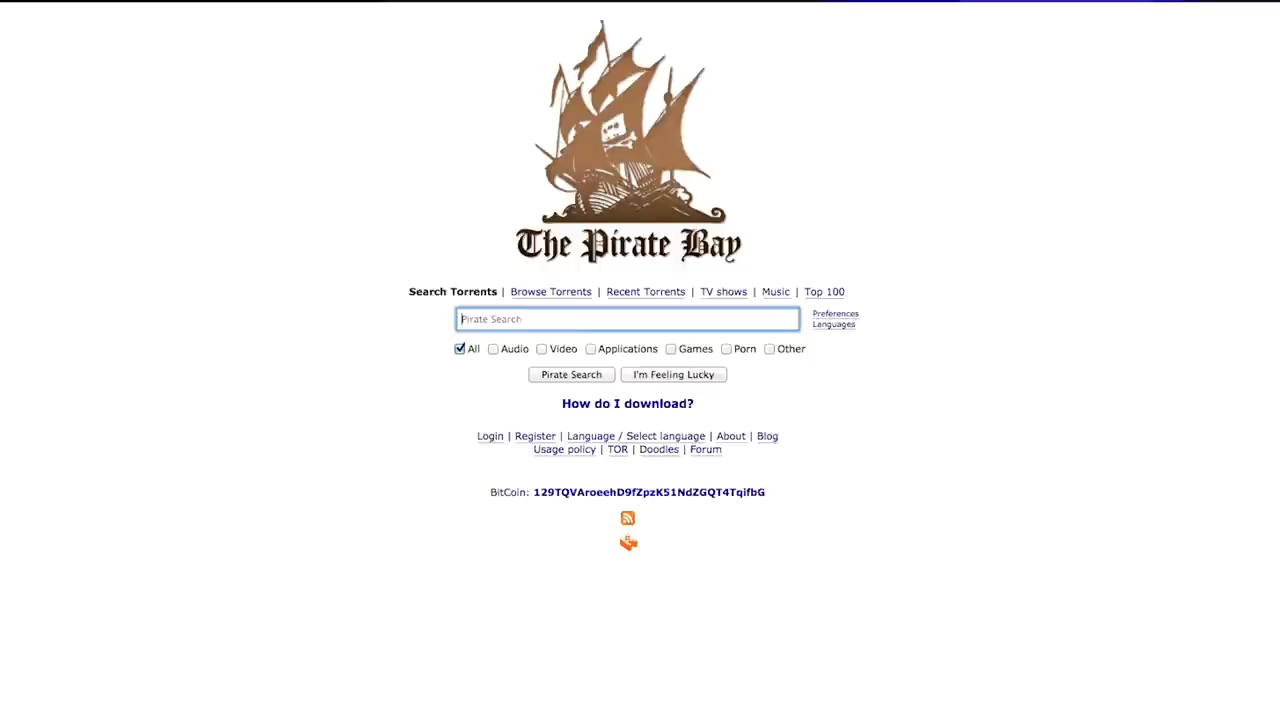 The Pirate Bay
Search Torrents | Browse Torrents | Recent Torrents | TV shows | Music | Top 100
Pirate Search
Preferences
Languages
All Audio Video Applications Games Porn Other
Pirate Search I'm Feeling Lucky
How do I download?
Login | Register | Language / Select language | About | Blog
Usage policy | TOR | Doodles | Forum
BitCoin: 129TQVAroeehD9fZpzK51NdZGQT4TqifbG